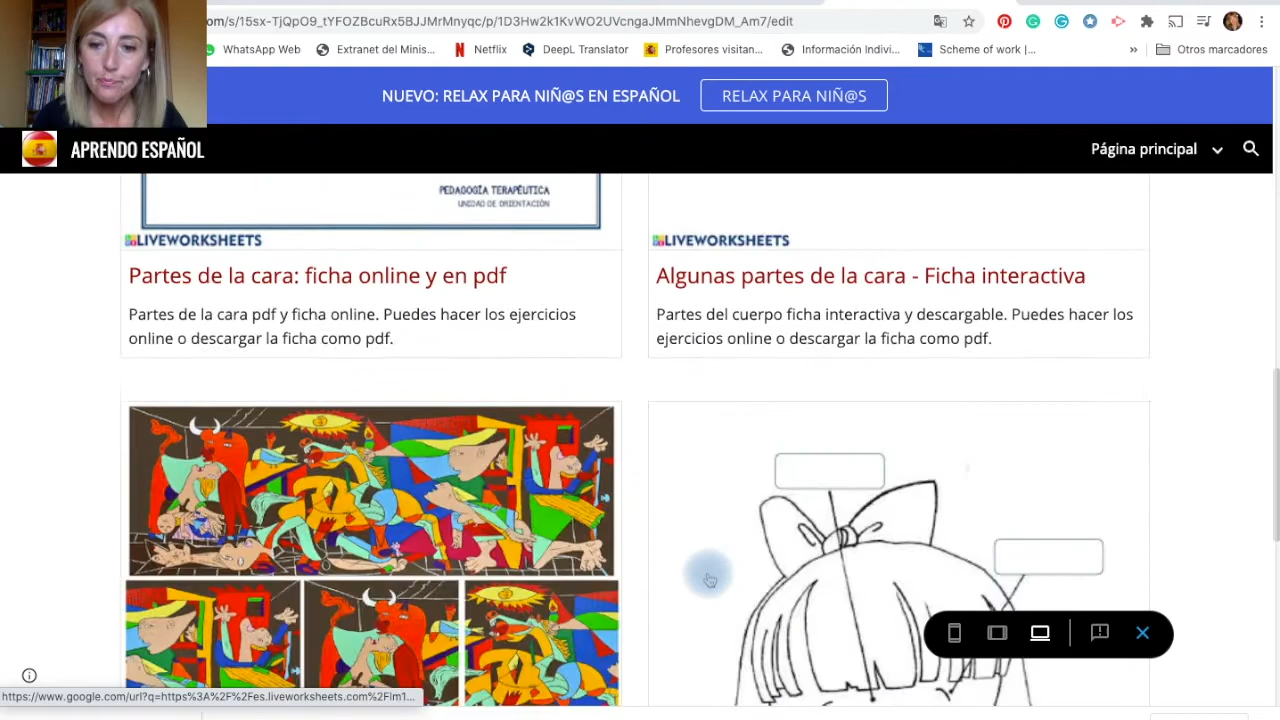 om/s/15sx-TjQpO9_tYFOZBcuRx5BJJMrMnyqc/p/1D3Hw2k1KvWO2UVcngaJMmNhevgDM_Am7/edit
WhatsApp Web
Extranet del Minis...
Netflix
DeepL Translator
Profesores visitan...
Información Indivi...
Scheme of work |...
»
Otros marcadores
NUEVO: RELAX PARA NIÑ@S EN ESPAÑOL
RELAX PARA NIÑ@S
APRENDO ESPAÑOL
Página principal
PEDAGOGÍA TERAPÉUTICA
UNIDAD DE ORIENTACIÓN
LIVEWORKSHEETS
LIVEWORKSHEETS
Partes de la cara: ficha online y en pdf
Partes de la cara pdf y ficha online. Puedes hacer los ejercicios
online o descargar la ficha como pdf.
Algunas partes de la cara - Ficha interactiva
Partes del cuerpo ficha interactiva y descargable. Puedes hacer los
ejercicios online o descargar la ficha como pdf.
https://www.google.com/url?q=https%3A%2F%2Fes.liveworksheets.com%2Flm1...